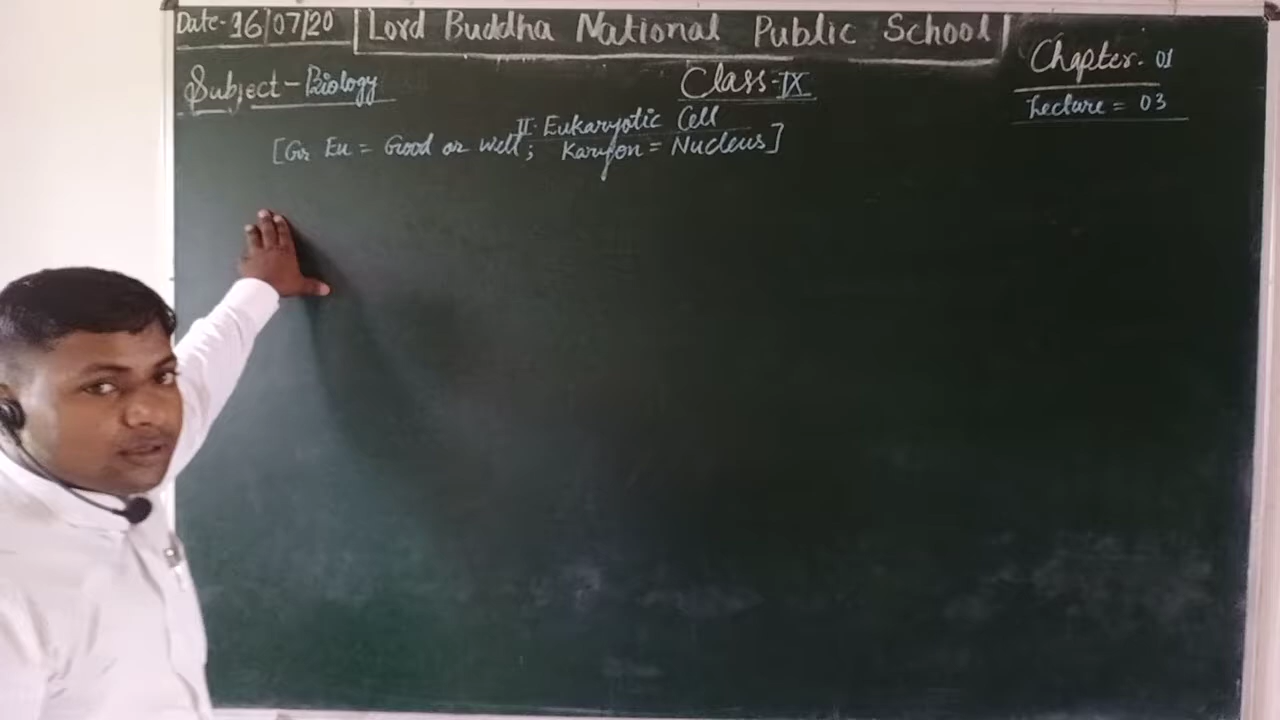 Date-16/07/20
Lord Buddha National Public School
Chapter-01
Subject-Biology
Class-IX
Lecture = 03
II. Eukaryotic Cell
[Gr Eu = Good or Well; Karyon = Nucleus]